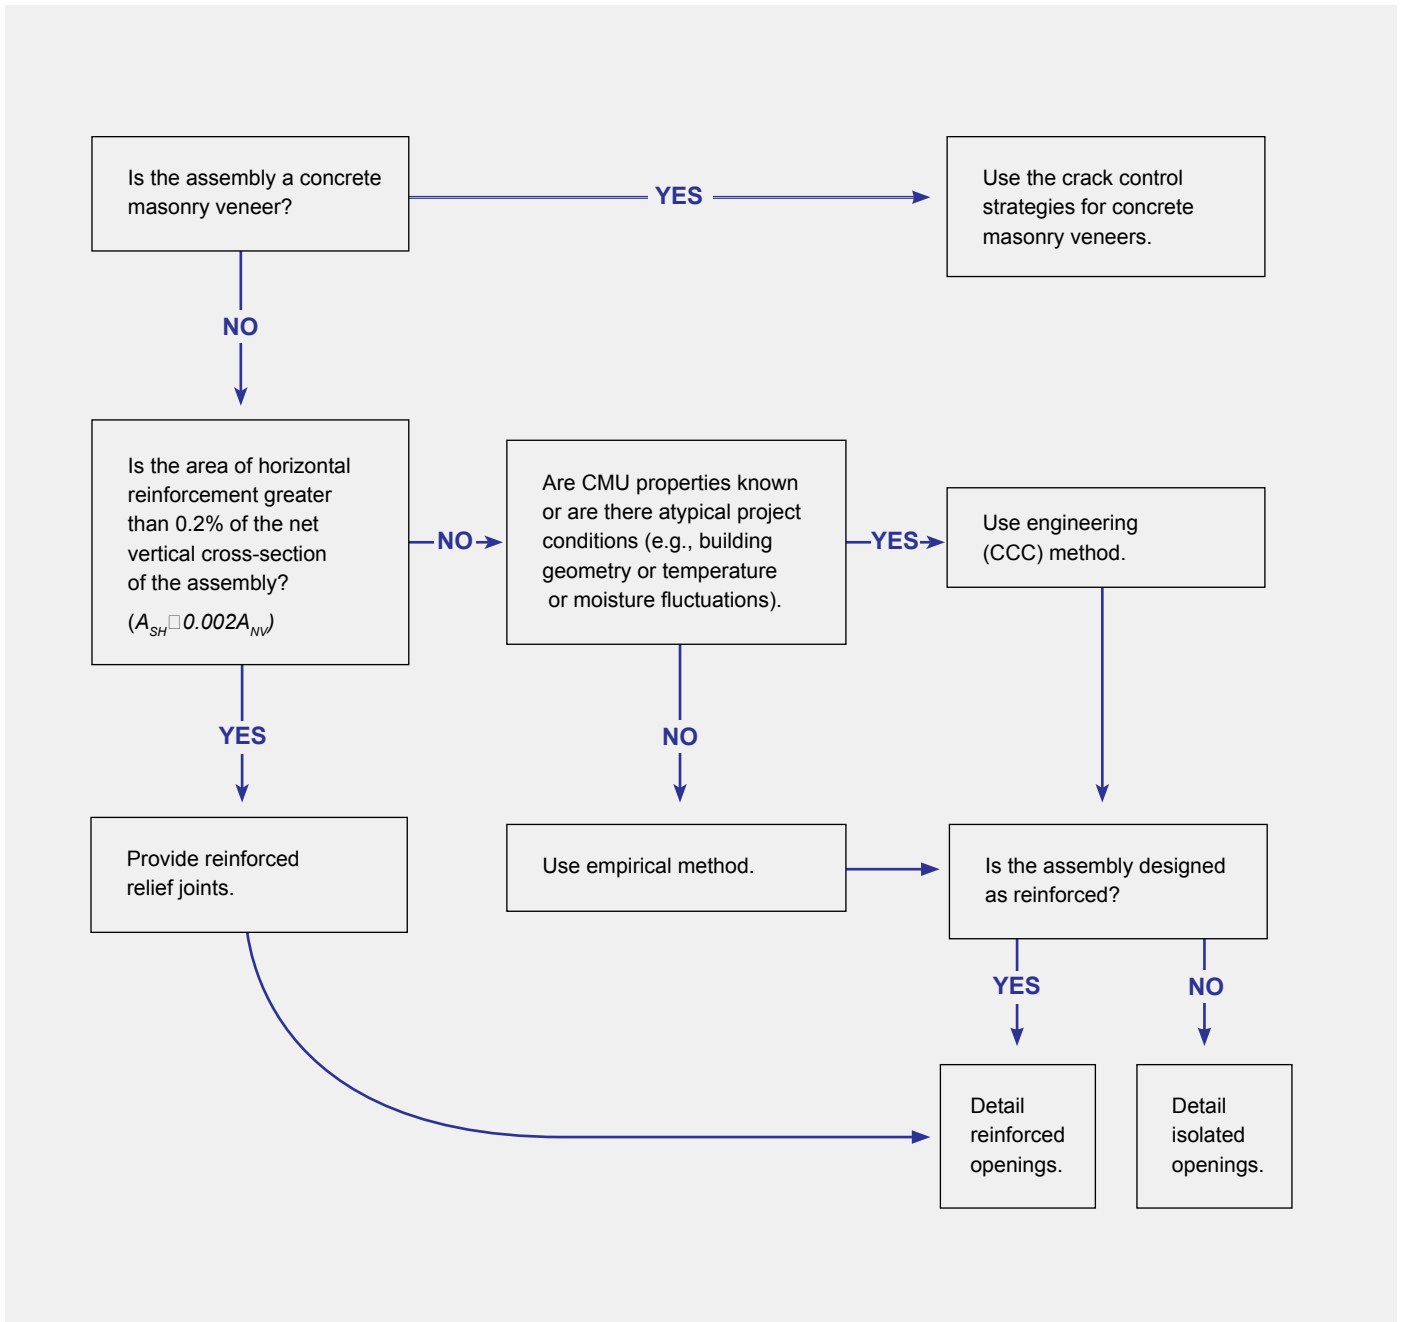 Is the assembly a concrete
masonry veneer?
YES
Use the crack control
strategies for concrete
masonry veneers.
NO
Is the area of horizontal
reinforcement greater
than 0.2% of the net
vertical cross-section
of the assembly?
(A_SH□0.002A_NV)
NO
Are CMU properties known
or are there atypical project
conditions (e.g., building
geometry or temperature
or moisture fluctuations).
YES
Use engineering
(CCC) method.
YES
NO
Provide reinforced
relief joints.
Use empirical method.
Is the assembly designed
as reinforced?
YES
NO
Detail
reinforced
openings.
Detail
isolated
openings.